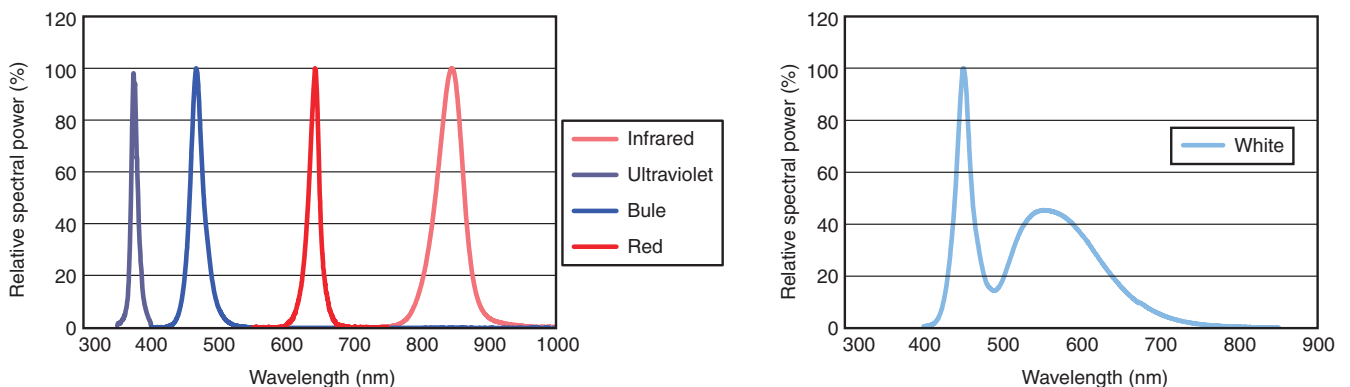 120
100
80
60
40
20
0
Relative spectral power (%)
300 400 500 600 700 800 900 1000
Wavelength (nm)
Infrared
Ultraviolet
Bule
Red
120
100
80
60
40
20
0
Relative spectral power (%)
300 400 500 600 700 800 900
Wavelength (nm)
White